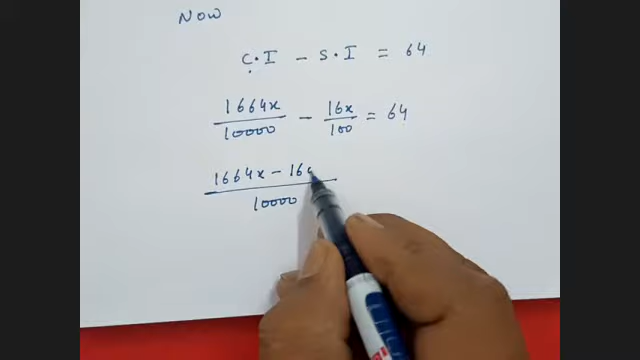 Now
C.I - S.I = 64
1664x/10000 - 16x/100 = 64
1664x - 16/10000